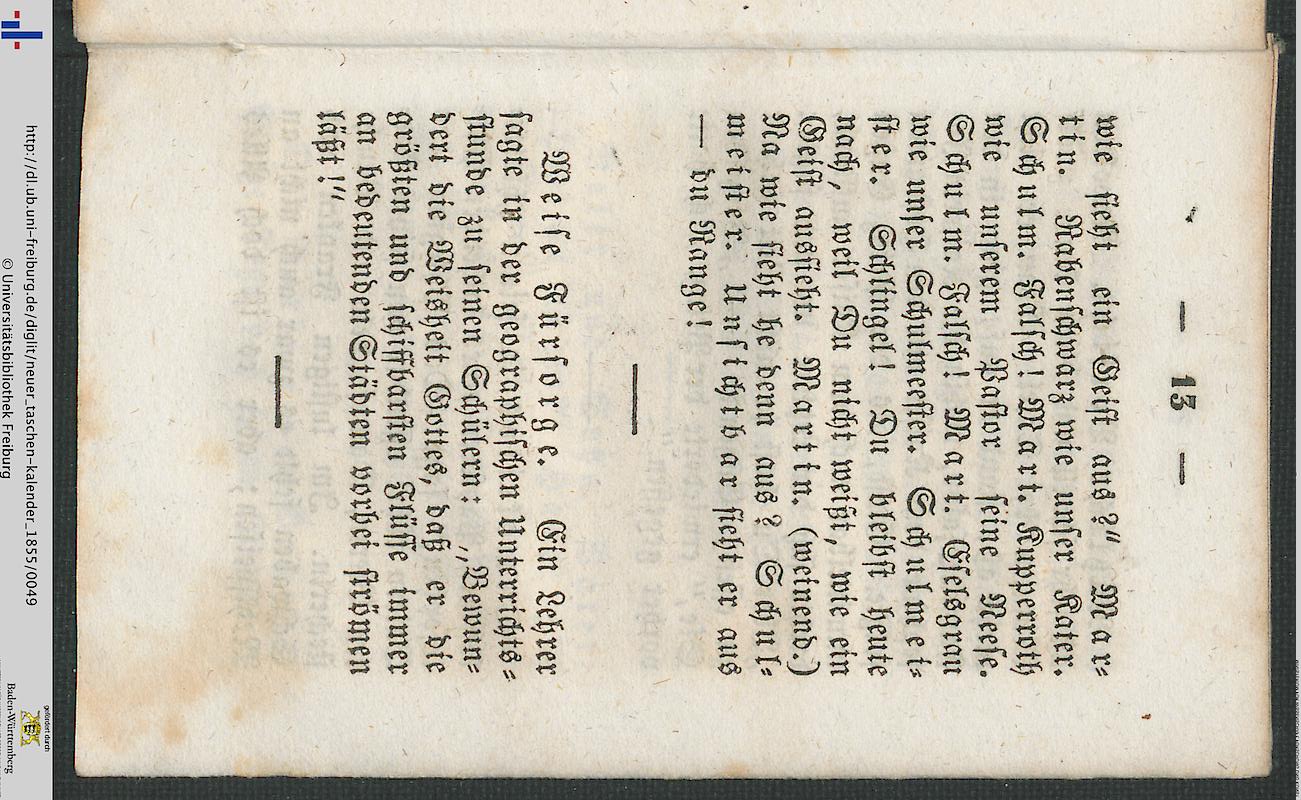 — 13 —
wie sieht ein Geist aus?“ Mar-
tin. Rabenschwarz wie unser Kater.
Schulm. Falsch! Mart. Kupperroth
wie in unserem Pastor seine Neese.
Schulm. Falsch! Mart. Eselsgrau
wie unser Schulmeester. Schulmei-
ster. Schlingel! Du bleibst heute
nach, weil Du nicht weißt, wie ein
Geist aussieht. Martin. (weinend.)
Na wie sieht he denn aus? Schul-
meister. Unsichtbar sieht er aus
— du Range!
Weise Fürsorge. Ein Lehrer
sagte in der geographischen Unterrichts-
stunde zu seinen Schülern: „Bewun-
dert die Weisheit Gottes, daß er die
größten und schiffbarsten Flüsse immer
an bedeutenden Städten vorbei strömen
läßt!“
http://dl.ub.uni-freiburg.de/diglit/neuer_taschen-kalender_1855/0049
© Universitätsbibliothek Freiburg
gefördert durch
Baden-Württemberg